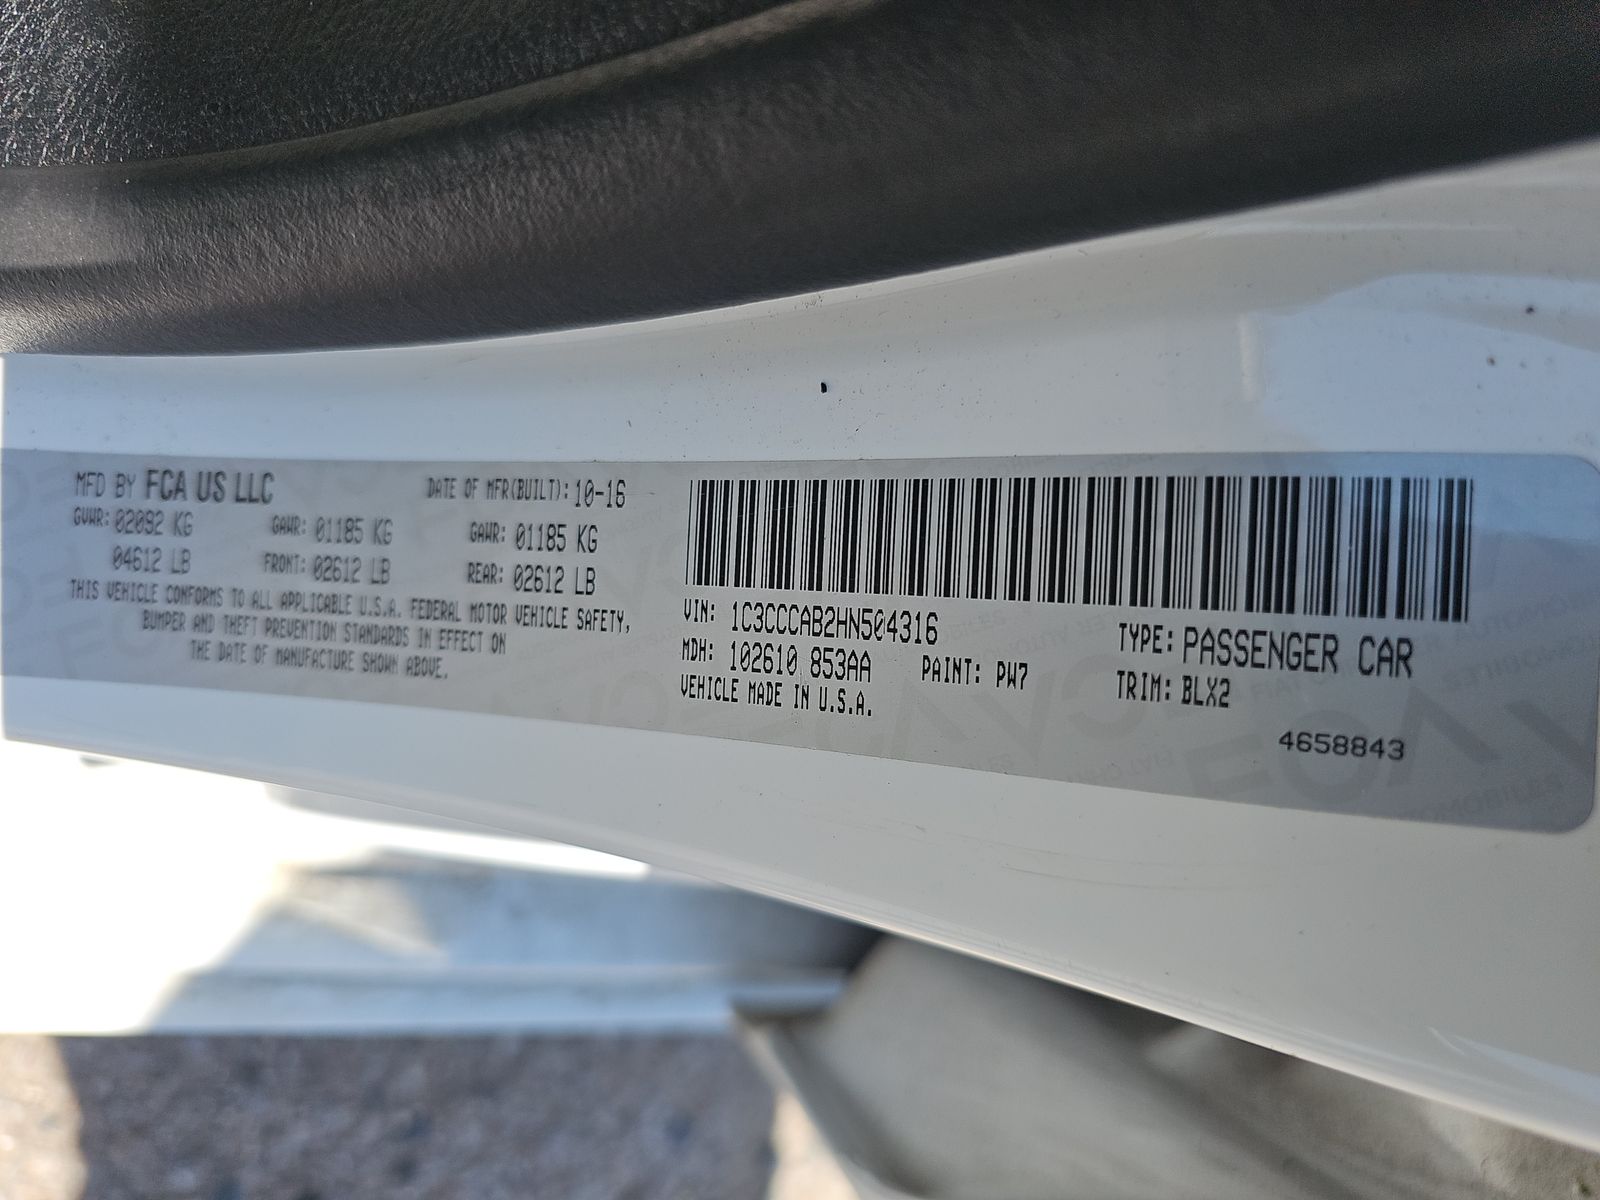 MFD BY FCA US LLC DATE OF MFR(BUILT): 10-16
GVWR: 02092 KG GAWR: 01185 KG GAWR: 01185 KG
04612 LB FRONT: 02612 LB REAR: 02612 LB
THIS VEHICLE CONFORMS TO ALL APPLICABLE U.S.A. FEDERAL MOTOR VEHICLE SAFETY,
BUMPER AND THEFT PREVENTION STANDARDS IN EFFECT ON
THE DATE OF MANUFACTURE SHOWN ABOVE.
VIN: 1C3CCCAB2HN504316
MDH: 102610 853AA PAINT: PW7
VEHICLE MADE IN U.S.A.
TYPE: PASSENGER CAR
TRIM: BLX2
4658843